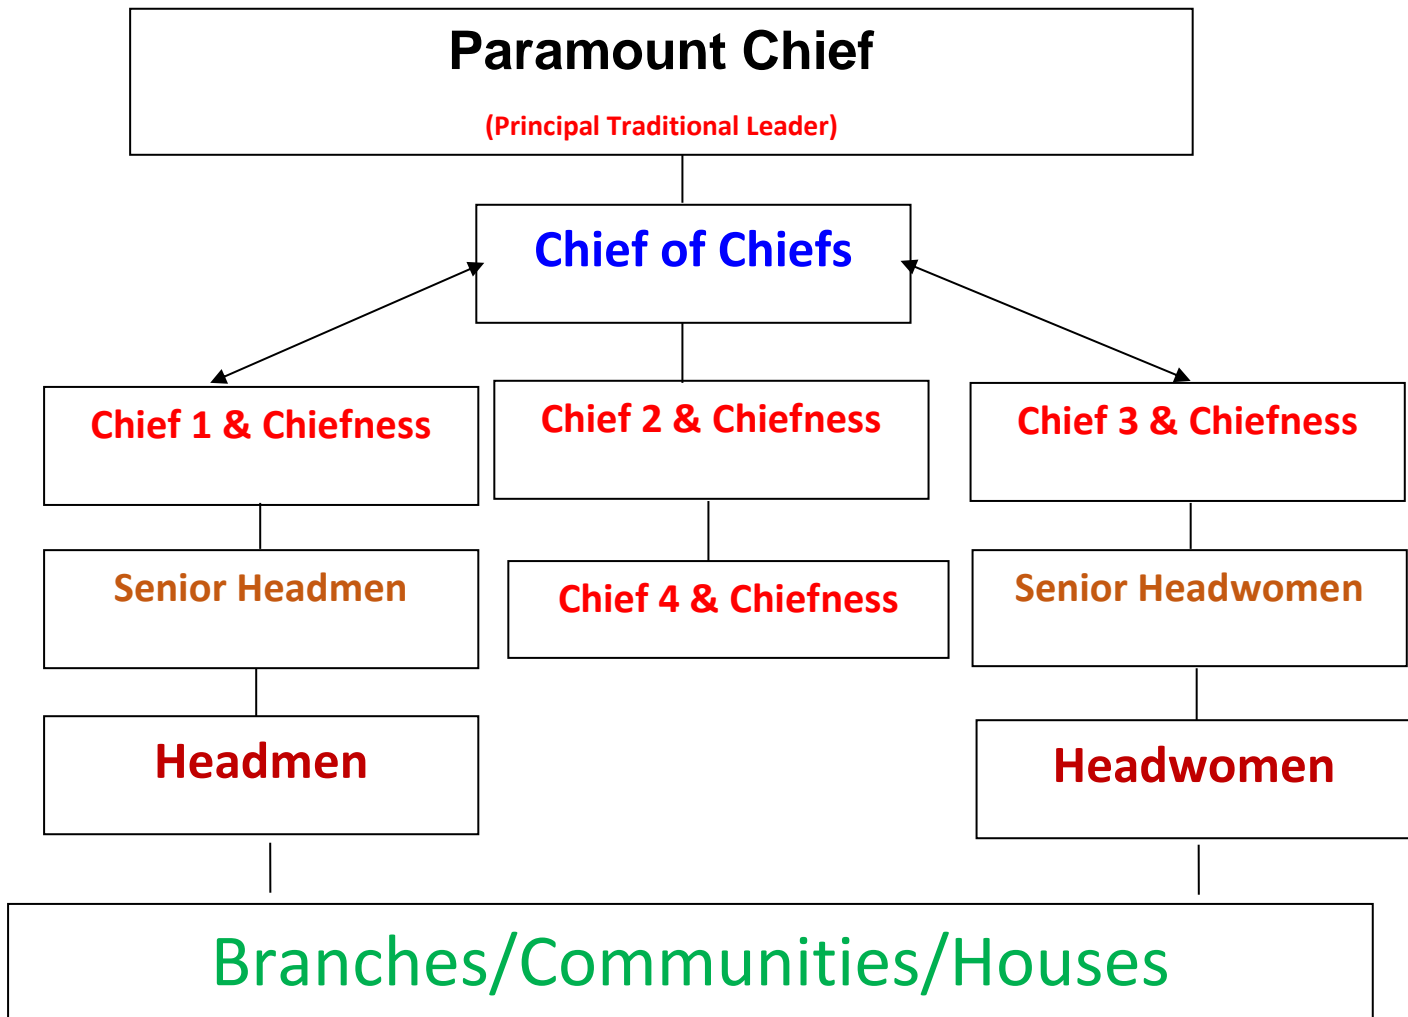 Paramount Chief
(Principal Traditional Leader)
Chief of Chiefs
Chief 1 & Chiefness
Chief 2 & Chiefness
Chief 3 & Chiefness
Senior Headmen
Chief 4 & Chiefness
Senior Headwomen
Headmen
Headwomen
Branches/Communities/Houses